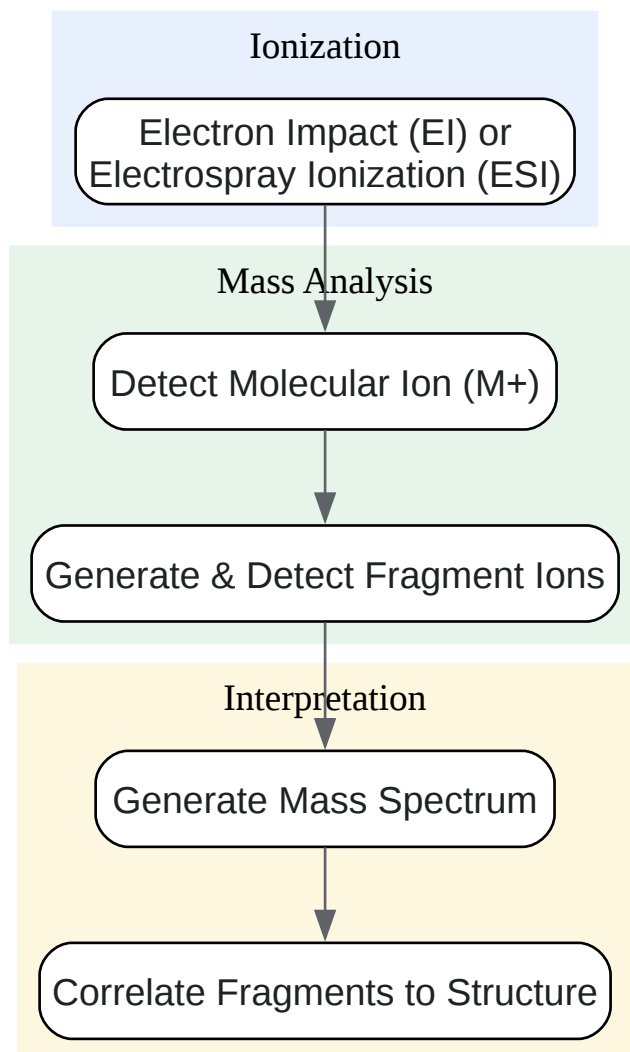 Ionization
Electron Impact (EI) or
Electrospray Ionization (ESI)
Mass Analysis
Detect Molecular Ion (M+)
Generate & Detect Fragment Ions
Interpretation
Generate Mass Spectrum
Correlate Fragments to Structure